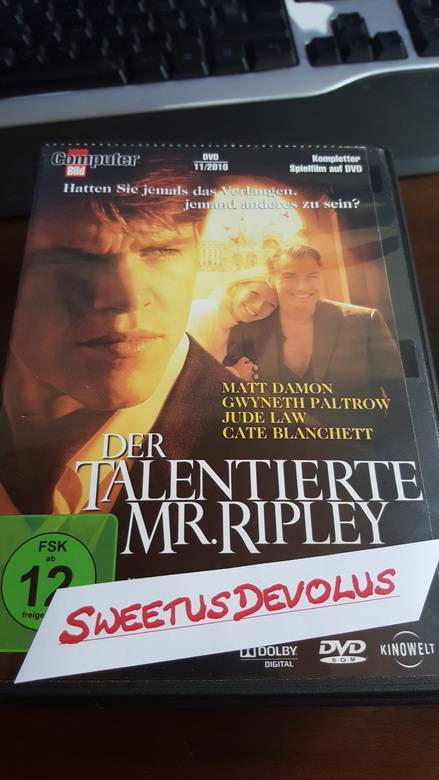 Computer
Bild
DVD
11/2010
Kompletter
Spielfilm auf DVD
Hatten Sie jemals das Verlangen,
jemand anderes zu sein?
MATT DAMON
GWYNETH PALTROW
JUDE LAW
CATE BLANCHETT
DER
TALENTIERTE
MR. RIPLEY
FSK
ab
12
SWEETUSDEVOLUS
DOLBY
DIGITAL
DVD
ROM
KINOWELT